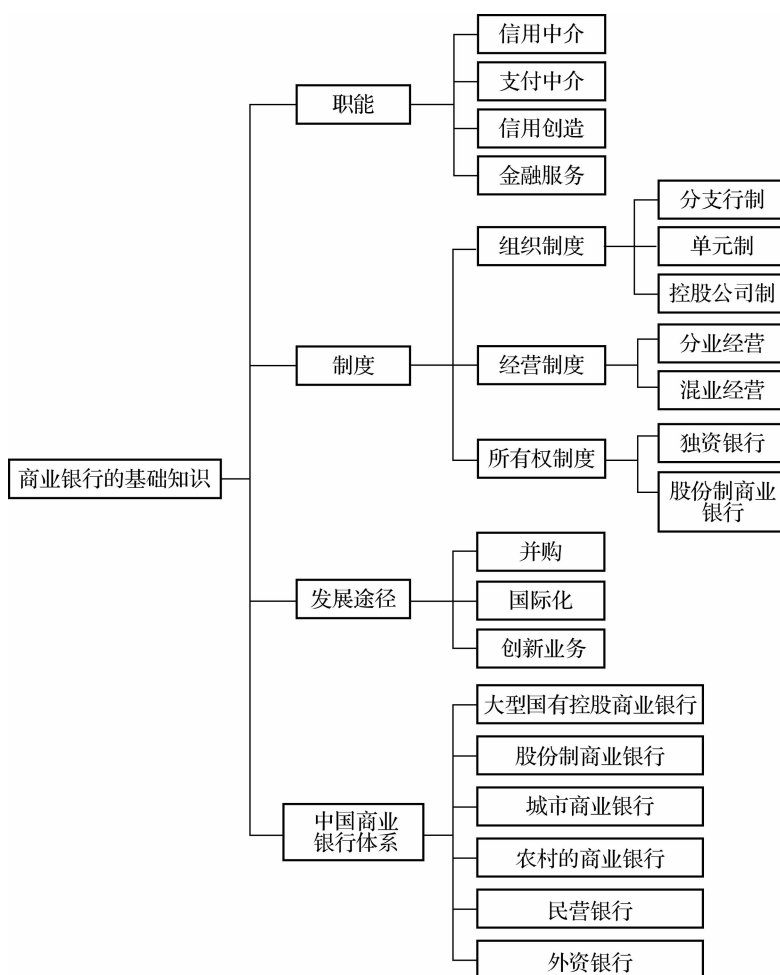 商业银行的基础知识
职能
信用中介
支付中介
信用创造
金融服务
制度
组织制度
分支行制
单元制
控股公司制
经营制度
分业经营
混业经营
所有权制度
独资银行
股份制商业
银行
发展途径
并购
国际化
创新业务
中国商业
银行体系
大型国有控股商业银行
股份制商业银行
城市商业银行
农村的商业银行
民营银行
外资银行